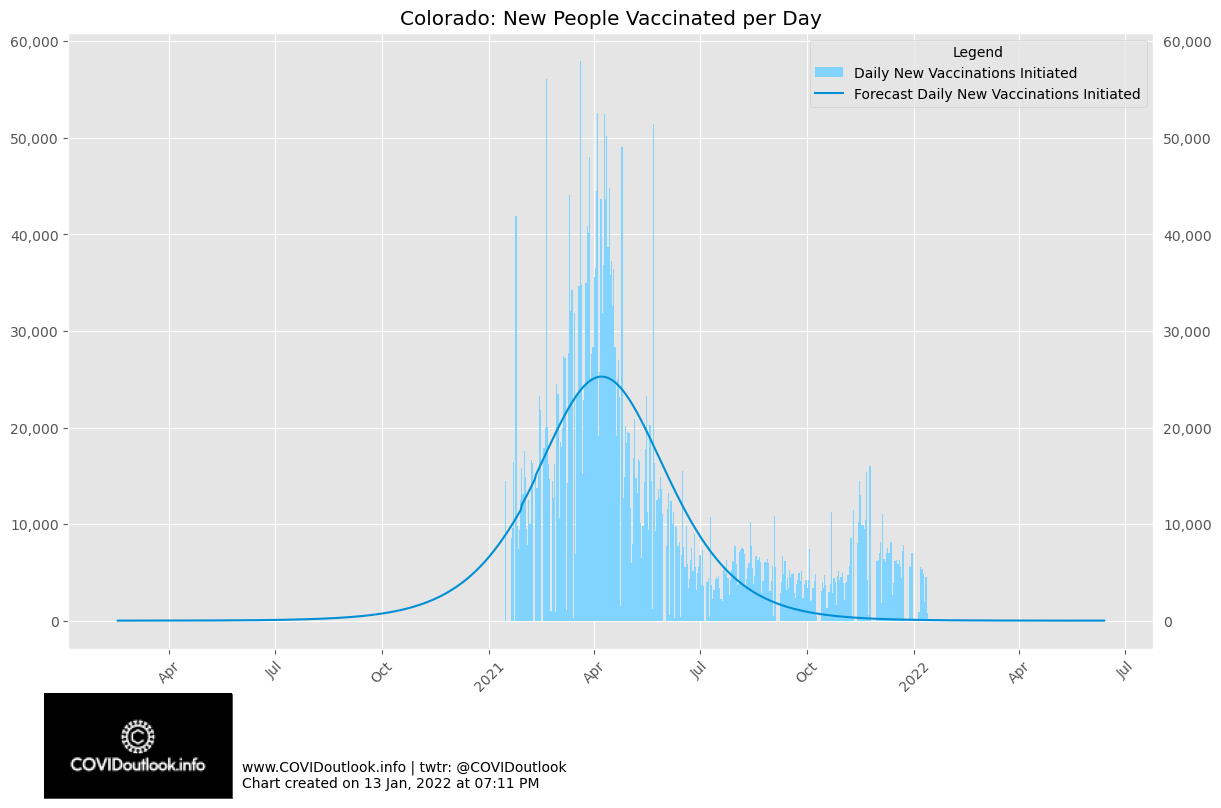 Colorado: New People Vaccinated per Day
60,000
50,000
40,000
30,000
20,000
10,000
0
60,000
50,000
40,000
30,000
20,000
10,000
0
Legend
Daily New Vaccinations Initiated
Forecast Daily New Vaccinations Initiated
Apr
Jul
Oct
2021
Apr
Jul
Oct
2022
Apr
Jul
C
COVIDoutlook.info
www.COVIDoutlook.info | twtr: @COVIDoutlook
Chart created on 13 Jan, 2022 at 07:11 PM